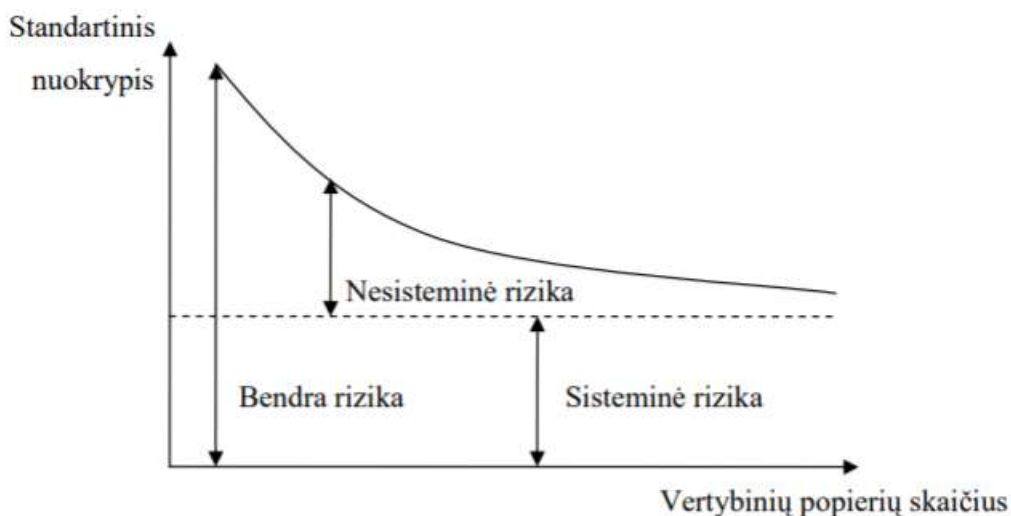 Standartinis
nuokrypis
Nesisteminė rizika
Bendra rizika
Sisteminė rizika
Vertybinių popierių skaičius